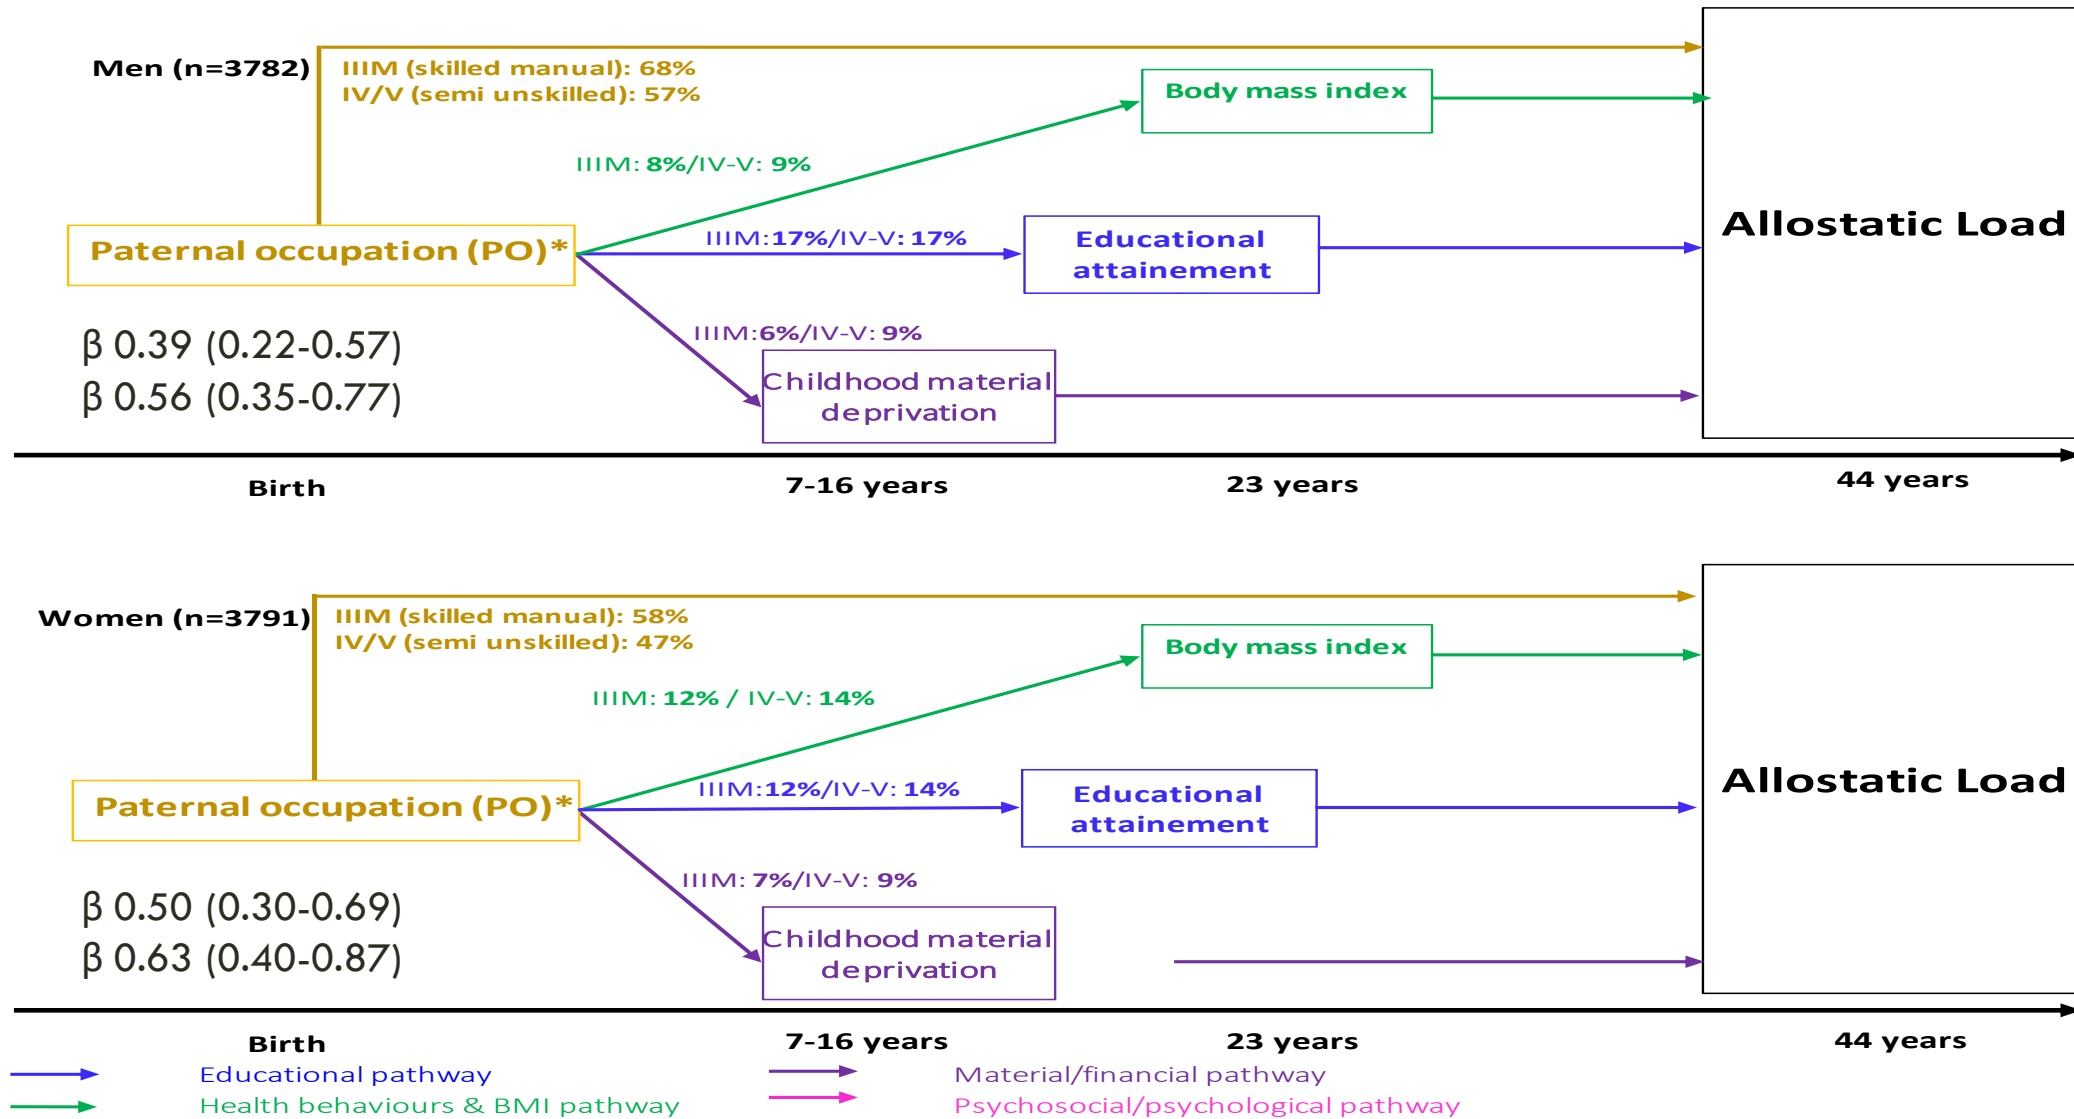 Men (n=3782)
IIIM (skilled manual): 68%
IV/V (semi unskilled): 57%
Body mass index
IIIM: 8%/IV-V: 9%
Allostatic Load
Paternal occupation (PO)*
IIIM:17%/IV-V: 17%
Educational
attainement
β 0.39 (0.22-0.57)
β 0.56 (0.35-0.77)
IIIM:6%/IV-V: 9%
Childhood material
deprivation
Birth
7-16 years
23 years
44 years
Women (n=3791)
IIIM (skilled manual): 58%
IV/V (semi unskilled): 47%
Body mass index
IIIM: 12% / IV-V: 14%
Allostatic Load
Paternal occupation (PO)*
IIIM:12%/IV-V: 14%
Educational
attainement
β 0.50 (0.30-0.69)
β 0.63 (0.40-0.87)
IIIM: 7%/IV-V: 9%
Childhood material
deprivation
Birth
7-16 years
23 years
44 years
Educational pathway
Material/financial pathway
Health behaviours & BMI pathway
Psychosocial/psychological pathway